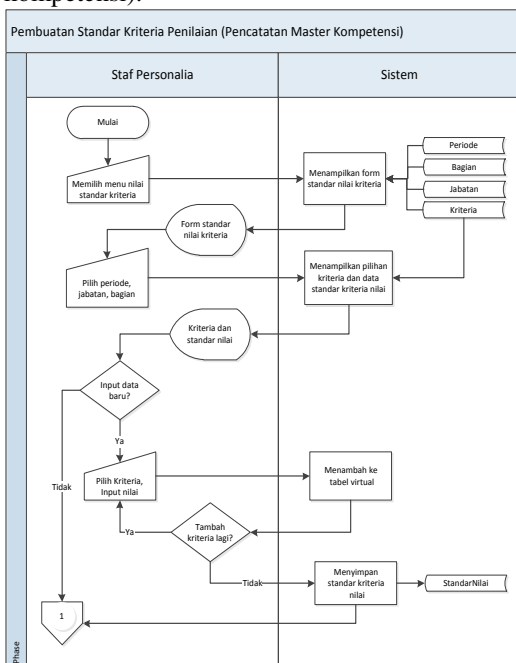 kompetensi).
Pembuatan Standar Kriteria Penilaian (Pencatatan Master Kompetensi)
Staf Personalia
Sistem
Mulai
Memilih menu nilai
standar kriteria
Menampilkan form
standar nilai kriteria
Periode
Bagian
Jabatan
Kriteria
Form standar
nilai kriteria
Pilih periode,
jabatan, bagian
Menampilkan pilihan
kriteria dan data
standar kriteria nilai
Kriteria dan
standar nilai
Input data
baru?
Ya
Tidak
Pilih Kriteria,
Input nilai
Menambah ke
tabel virtual
Ya
Tambah
kriteria lagi?
Tidak
Menyimpan
standar kriteria
nilai
StandarNilai
1
Phase